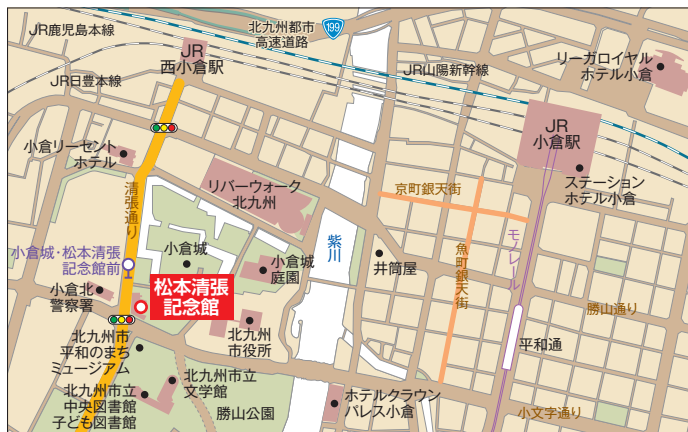 JR鹿児島本線
北九州都市
高速道路
199
JR
西小倉駅
JR山陽新幹線
リーガロイヤル
ホテル小倉
JR日豊本線
JR
小倉駅
小倉リーセント
ホテル
清張通り
リバーウォーク
北九州
京町銀天街
ステーション
ホテル小倉
モノレール
小倉城・松本清張
記念館前
小倉城
小倉城
庭園
紫川
井筒屋
魚町銀天街
松本清張
記念館
小倉北
警察署
勝山通り
北九州
市役所
北九州市
平和のまち
ミュージアム
平和通
北九州市立
文学館
北九州市立
中央図書館
子ども図書館
勝山公園
ホテルクラウン
パレス小倉
小文字通り